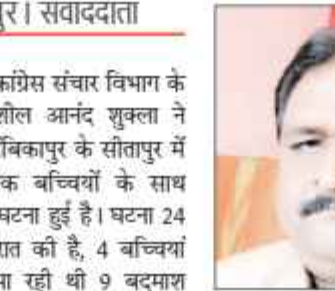 पुर। संवाददाता
कांग्रेस संचार विभाग के
शील आनंद शुक्ला ने
बिकापुर के सीतापुर में
क बच्चियों के साथ
घटना हुई है। घटना 24
रात की है, 4 बच्चियां
रही थी 9 बदमाश